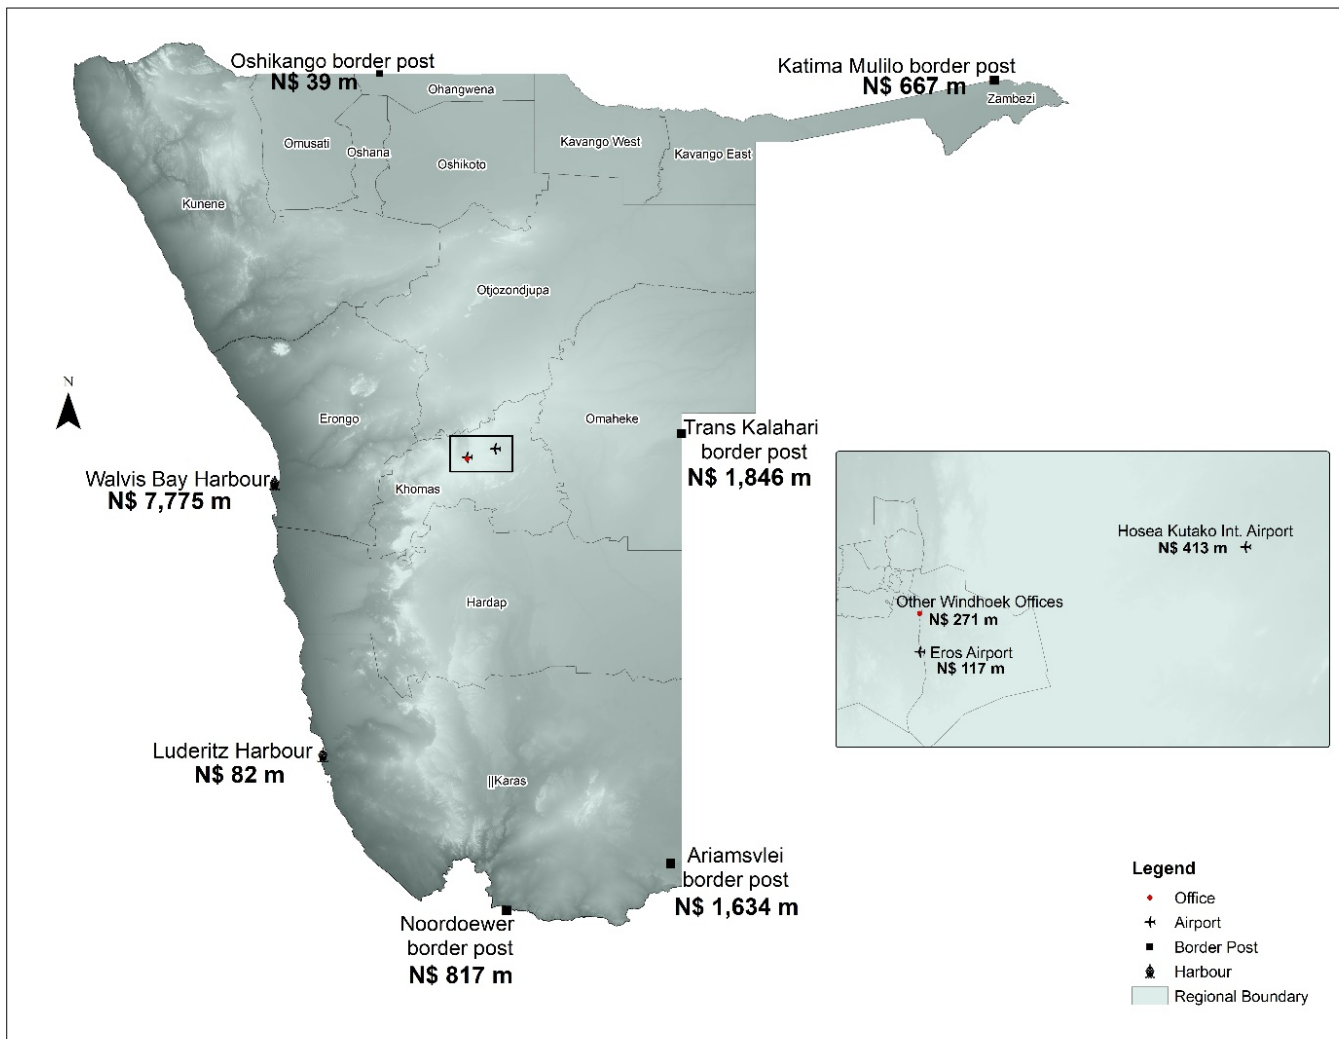 Oshikango border post
N$ 39 m
Katima Mulilo border post
N$ 667 m
Zambezi
Ohangwena
Omusati
Oshana
Oshikoto
Kavango West
Kavango East
Kunene
Otjozondjupa
N
Erongo
Omaheke
Trans Kalahari
border post
N$ 1,846 m
Walvis Bay Harbour
N$ 7,775 m
Khomas
Hosea Kutako Int. Airport
N$ 413 m
Other Windhoek Offices
N$ 271 m
Eros Airport
N$ 117 m
Hardap
Luderitz Harbour
N$ 82 m
||Karas
Ariamsvlei
border post
N$ 1,634 m
Noordoewer
border post
N$ 817 m
Legend
Office
Airport
Border Post
Harbour
Regional Boundary